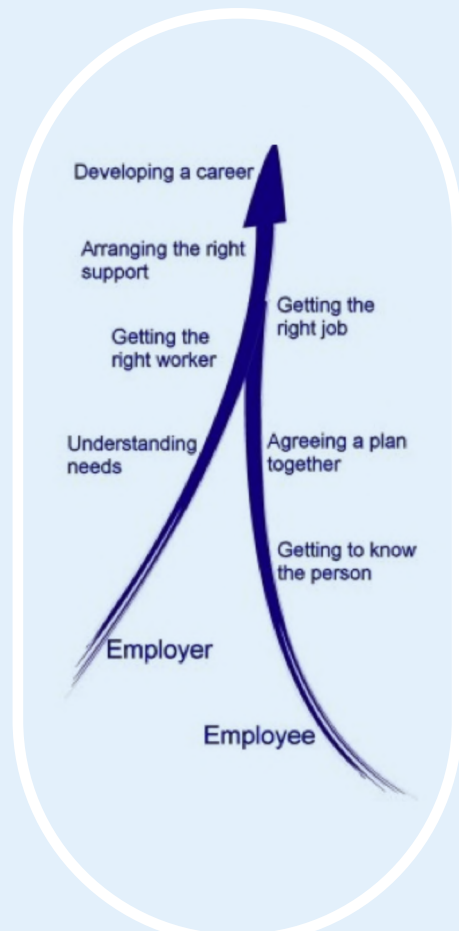 Developing a career
Arranging the right
support
Getting the
right job
Getting the
right worker
Understanding
needs
Agreeing a plan
together
Getting to know
the person
Employer
Employee